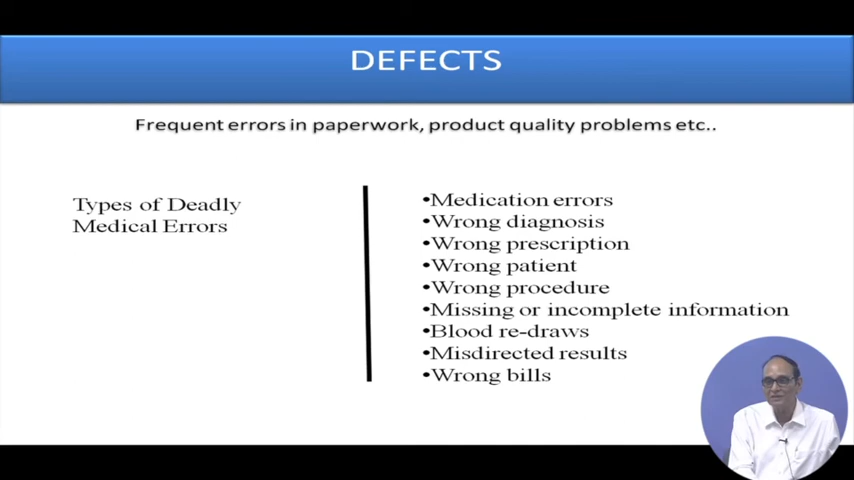 DEFECTS
Frequent errors in paperwork, product quality problems etc..
Types of Deadly
Medical Errors
•Medication errors
•Wrong diagnosis
•Wrong prescription
•Wrong patient
•Wrong procedure
•Missing or incomplete information
•Blood re-draws
•Misdirected results
•Wrong bills